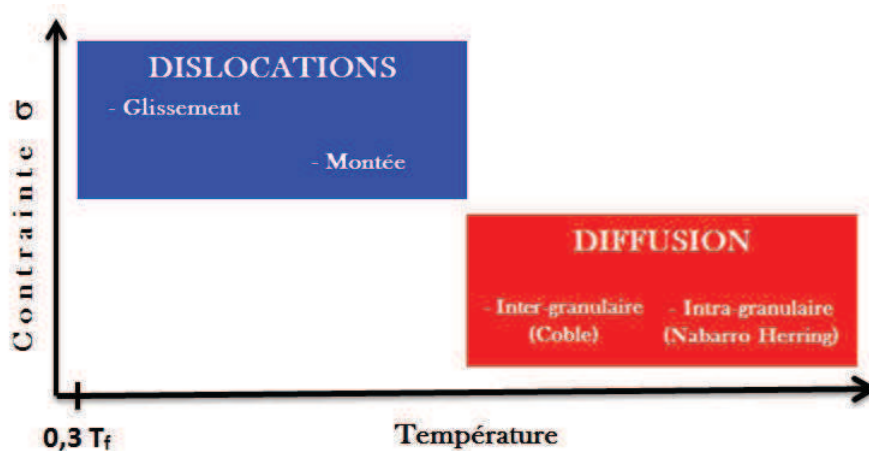 Contrainte σ
DISLOCATIONS
- Glissement
- Montée
DIFFUSION
- Inter-granulaire
(Coble)
- Intra-granulaire
(Nabarro Herring)
0,3 Tf
Température